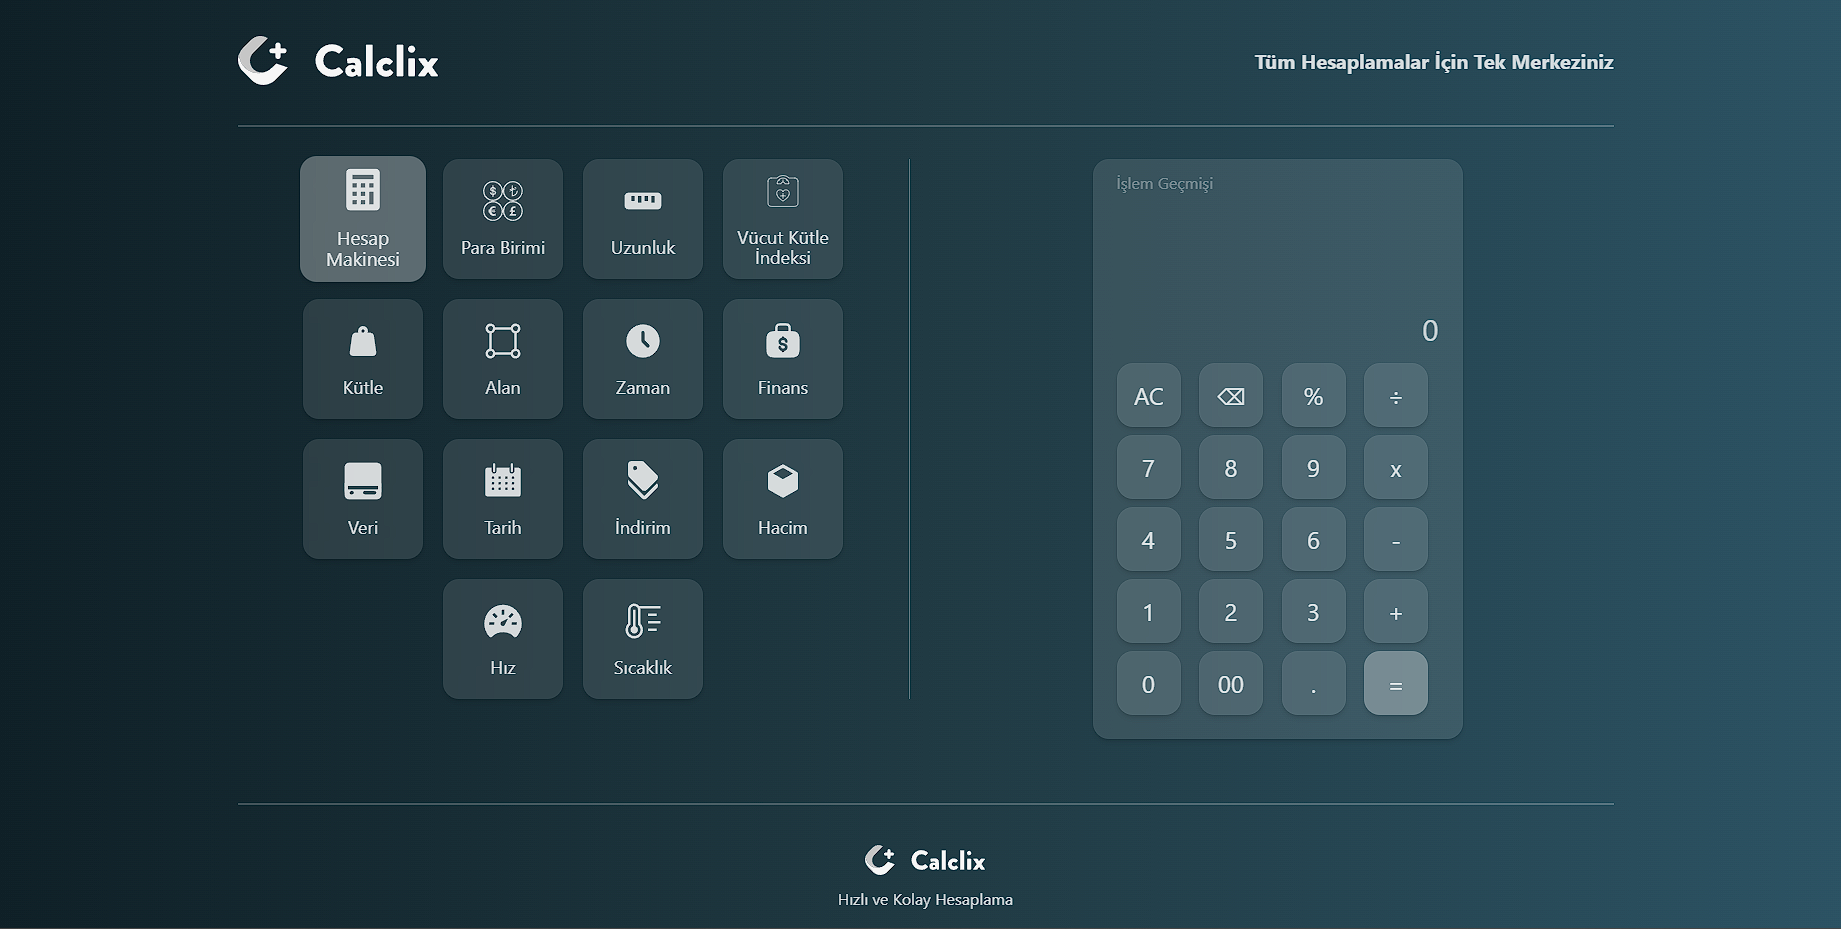 Calclix
Tüm Hesaplamalar İçin Tek Merkeziniz
Hesap
Makinesi
Para Birimi
Uzunluk
Vücut Kütle
İndeksi
Kütle
Alan
Zaman
Finans
Veri
Tarih
İndirim
Hacim
Hız
Sıcaklık
İşlem Geçmişi
0
AC ⌫ % ÷
7 8 9 x
4 5 6 -
1 2 3 +
0 00 . =
Calclix
Hızlı ve Kolay Hesaplama